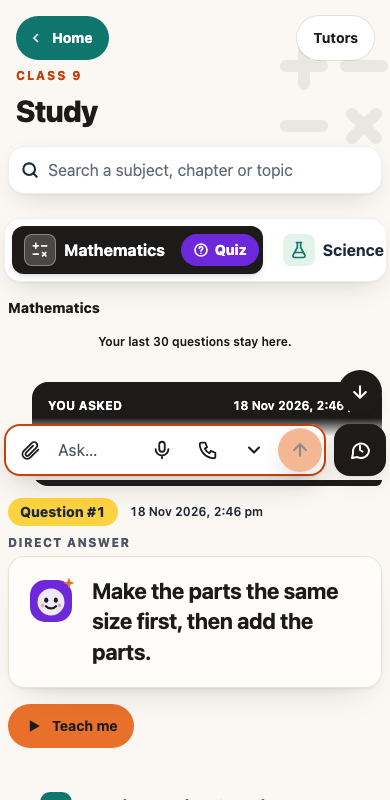 Home
Tutors
CLASS 9
Study
Search a subject, chapter or topic
Mathematics
Quiz
Science
Mathematics
Your last 30 questions stay here.
YOU ASKED
18 Nov 2026, 2:46
Ask...
Question #1
18 Nov 2026, 2:46 pm
DIRECT ANSWER
Make the parts the same
size first, then add the
parts.
Teach me